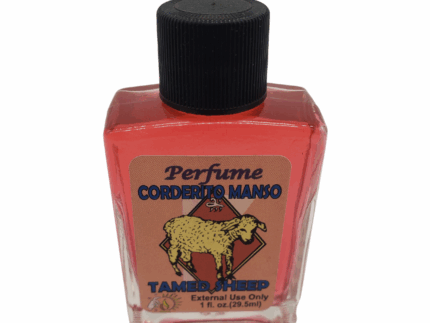 Perfume
CORDERITO MANSO
TAMED SHEEP
External Use Only
1 fl. oz.(29.5ml)